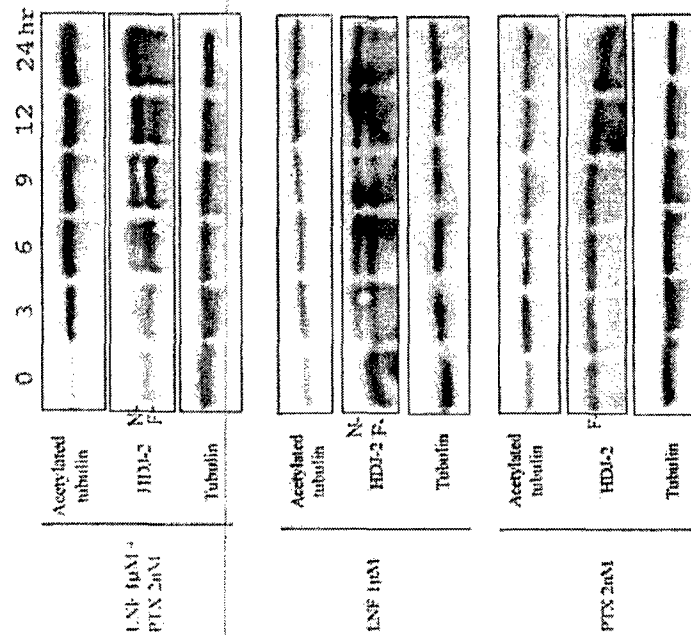 0 3 6 9 12 24 hr
Acetylated
tubulin
N-
HDJ-2
F-
Tubulin
LNF 1µM +
PTX 2nM
Acetylated
tubulin
N-
HDJ-2 F-
Tubulin
LNF 1µM
Acetylated
tubulin
F-
HDJ-2
Tubulin
PTX 2nM